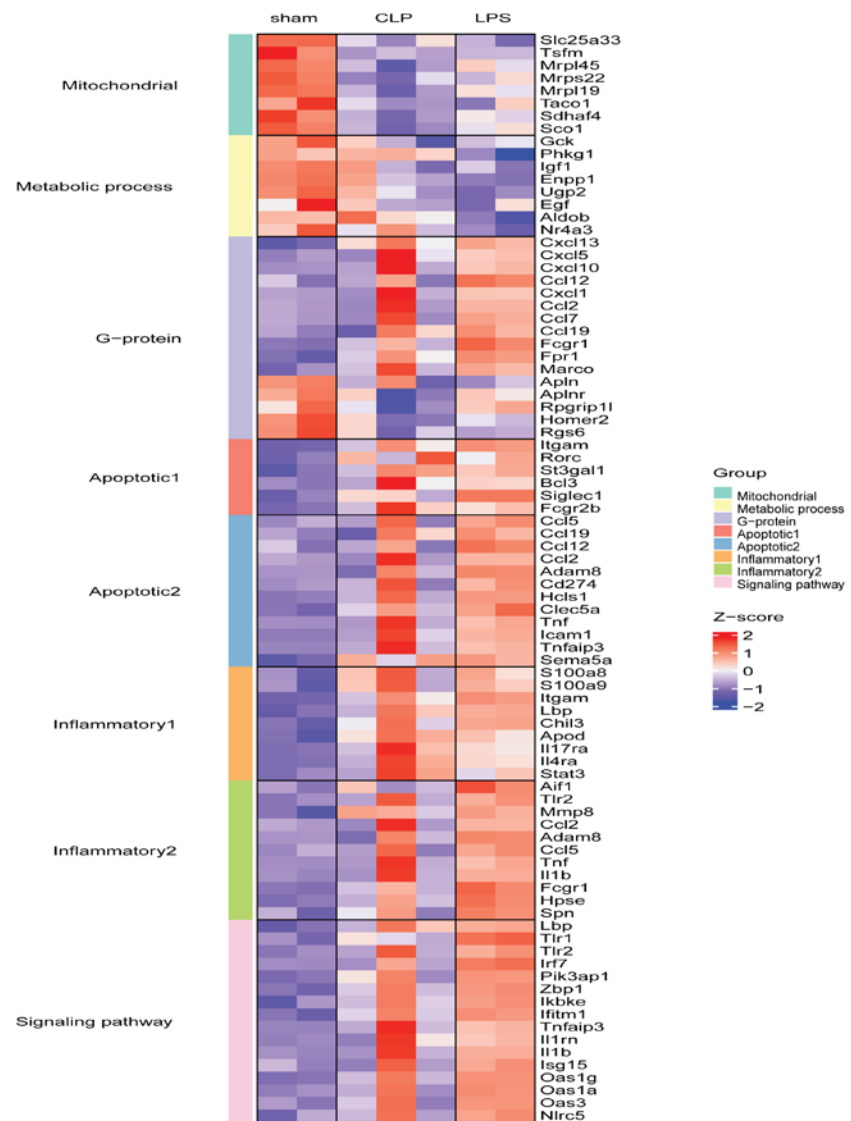 sham CLP LPS
Slc25a33
Tsfm
Mrpl45
Mitochondrial Mrps22
Mrpl19
Taco1
Sdhaf4
Sco1
Gck
Phkg1
Igf1
Metabolic process Enpp1
Ugp2
Egf
Aldob
Nr4a3
Cxcl13
Cxcl5
Cxcl10
Ccl12
Cxcl1
Ccl2
Ccl7
Ccl19
G-protein Fcgr1
Fpr1
Marco
Apln
Aplnr
Rpgrip1l
Homer2
Rgs6
Itgam
Rorc
Apoptotic1 St3gal1
Bcl3
Siglec1
Fcgr2b
Ccl5
Ccl19
Ccl12
Ccl2
Adam8
Apoptotic2 Cd274
Hcls1
Clec5a
Tnf
Icam1
Tnfaip3
Sema5a
S100a8
S100a9
Itgam
Lbp
Inflammatory1 Chil3
Apod
Il17ra
Il4ra
Stat3
Aif1
Tlr2
Mmp8
Ccl2
Adam8
Inflammatory2 Ccl5
Tnf
Il1b
Fcgr1
Hpse
Spn
Lbp
Tlr1
Tlr2
Irf7
Pik3ap1
Zbp1
Ikbke
Signaling pathway Ifitm1
Tnfaip3
Il1rn
Il1b
Isg15
Oas1g
Oas1a
Oas3
Nlrc5
Group
Mitochondrial
Metabolic process
G-protein
Apoptotic1
Apoptotic2
Inflammatory1
Inflammatory2
Signaling pathway
Z-score
2
1
0
−1
−2